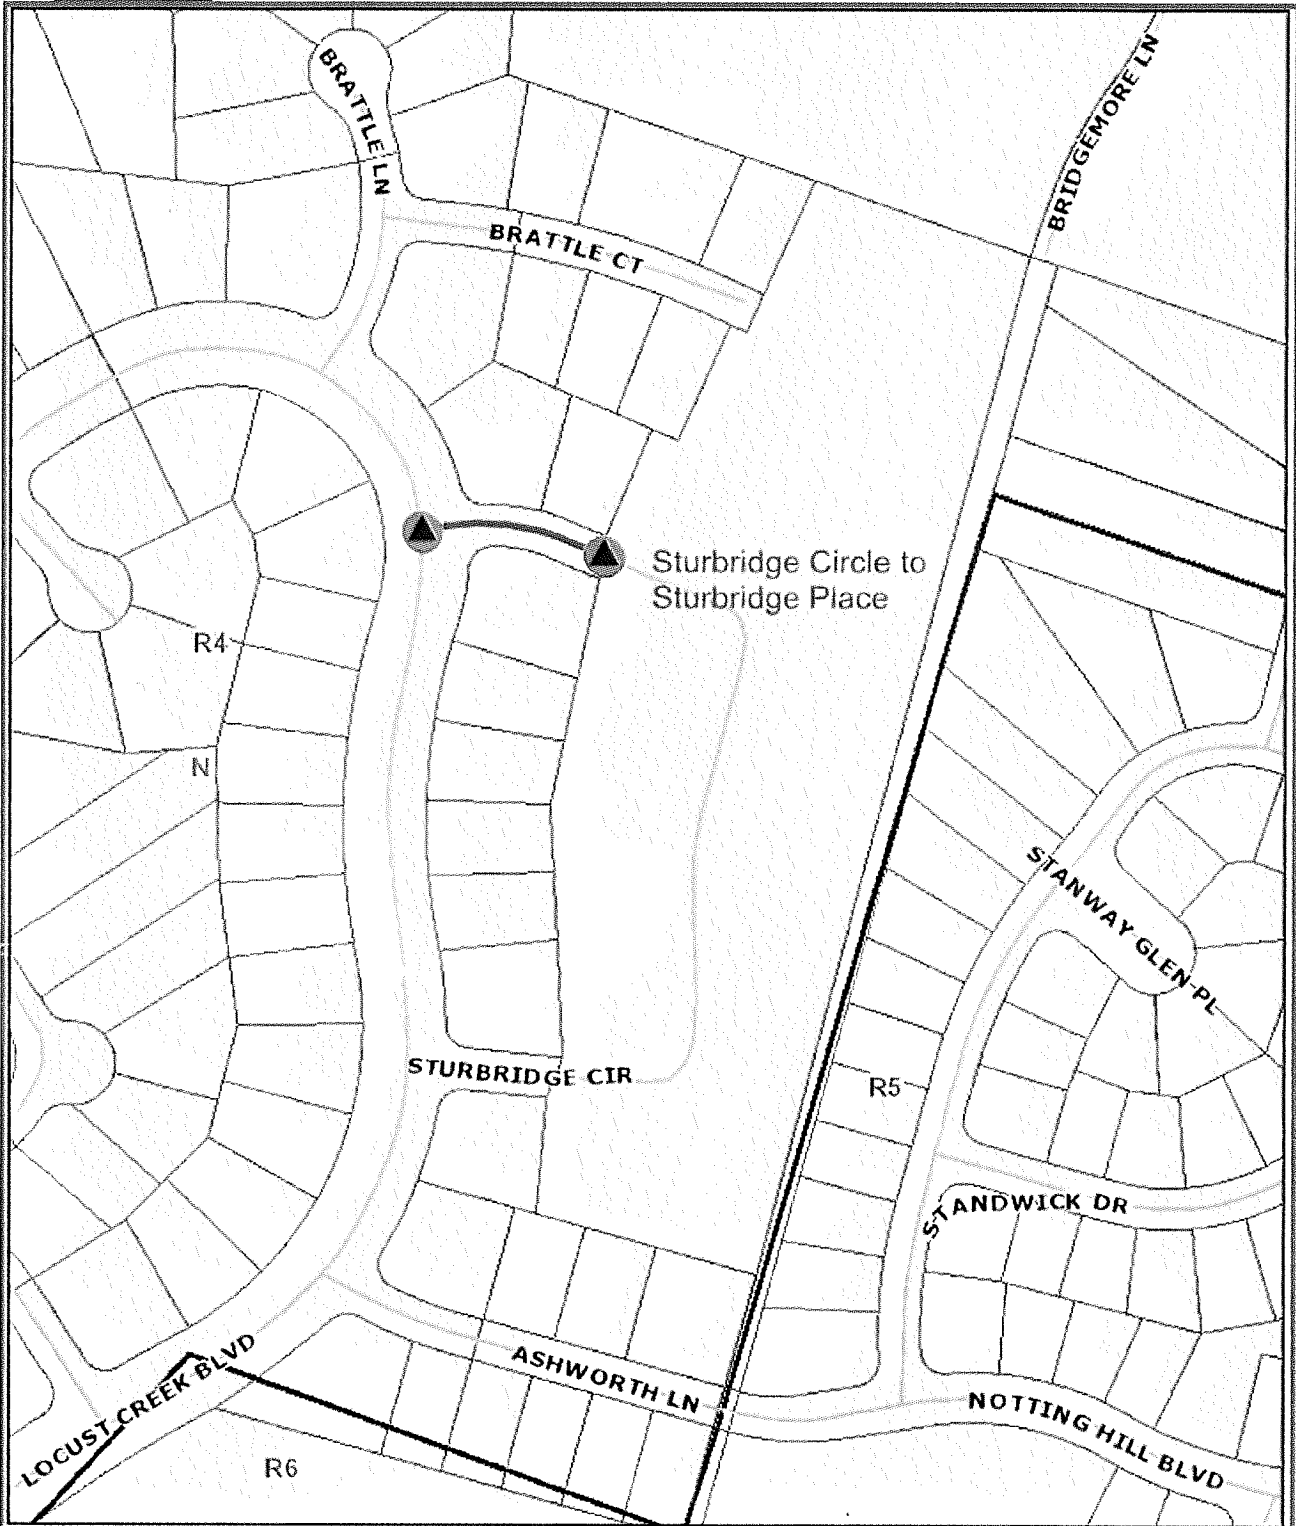 BRATTLE LN
BRIDGEMORE LN
BRATTLE CT
Sturbridge Circle to
Sturbridge Place
R4
N
STANWAY GLEN PL
STURBRIDGE CIR
R5
STANDWICK DR
LOCUST CREEK BLVD
ASHWORTH LN
NOTTING HILL BLVD
R6